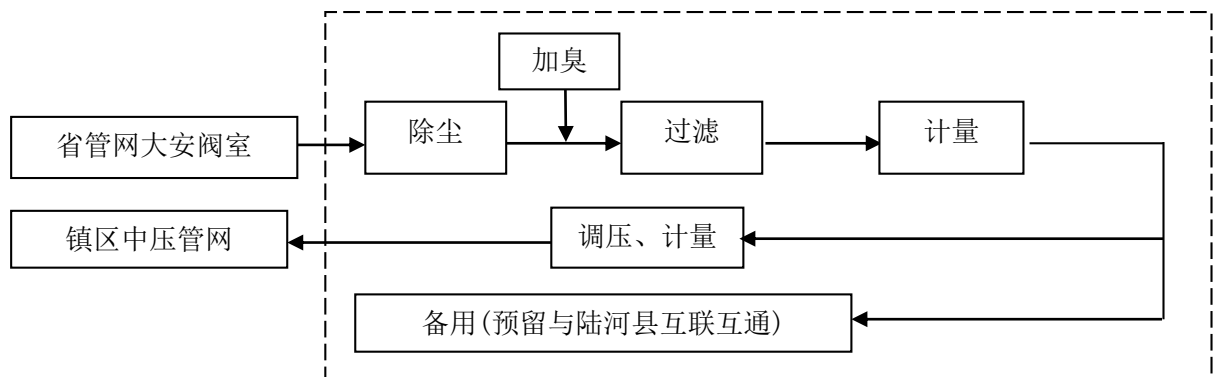 加臭
省管网大安阀室
除尘
过滤
计量
镇区中压管网
调压、计量
备用(预留与陆河县互联互通)